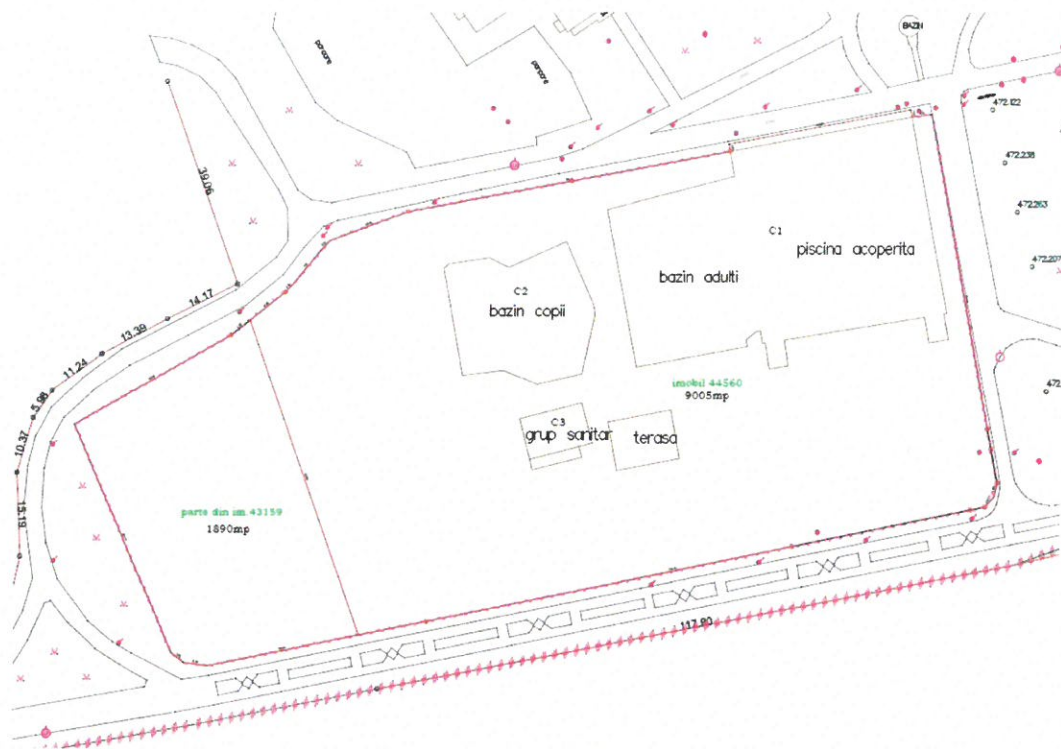 BAZIN
parcare
parcare
472.122
472.238
472.263
472.207
39.06
C1
piscina acoperita
bazin adulti
C2
bazin copii
14.17
13.39
11.24
5.98
10.37
15.19
imobil 44560
9005mp
C3
grup sanitar
terasa
472.
parte din im 43159
1890mp
117.90